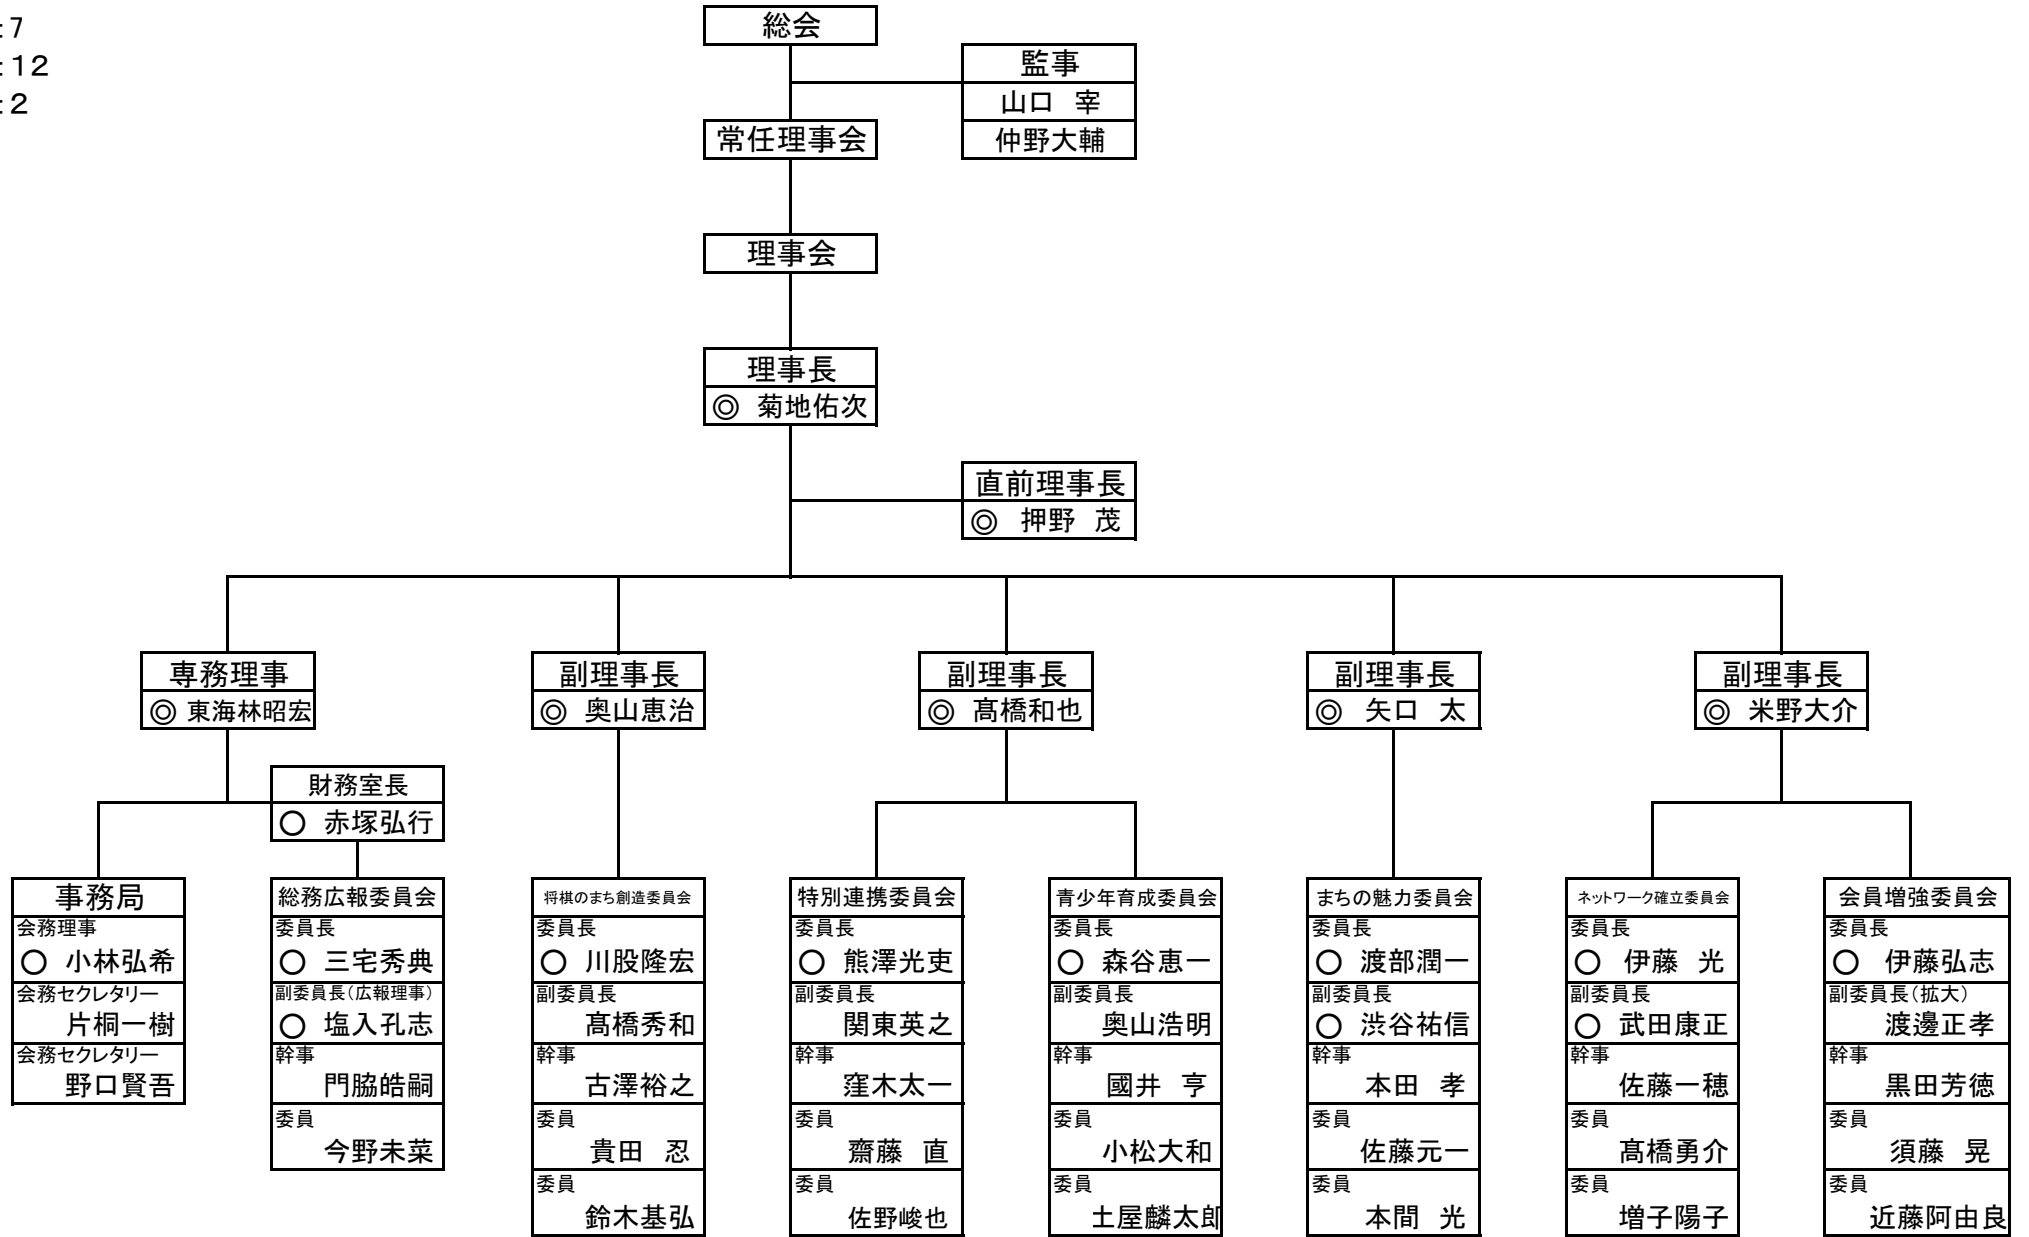 :7
:12
:2
総会
監事
山口　宰
仲野大輔
常任理事会
理事会
理事長
◎ 菊地佑次
直前理事長
◎ 押野　茂
専務理事
◎ 東海林昭宏
副理事長
◎ 奥山恵治
副理事長
◎ 髙橋和也
副理事長
◎ 矢口　太
副理事長
◎ 米野大介
財務室長
○ 赤塚弘行
事務局
会務理事
○ 小林弘希
会務セクレタリー
片桐一樹
会務セクレタリー
野口賢吾
総務広報委員会
委員長
○ 三宅秀典
副委員長（広報理事）
○ 塩入孔志
幹事
門脇皓嗣
委員
今野未菜
将棋のまち創造委員会
委員長
○ 川股隆宏
副委員長
髙橋秀和
幹事
古澤裕之
委員
貴田　忍
委員
鈴木基弘
特別連携委員会
委員長
○ 熊澤光吏
副委員長
関東英之
幹事
窪木太一
委員
齋藤　直
委員
佐野峻也
青少年育成委員会
委員長
○ 森谷恵一
副委員長
奥山浩明
幹事
國井　亨
委員
小松大和
委員
土屋麟太郎
まちの魅力委員会
委員長
○ 渡部潤一
副委員長
○ 渋谷祐信
幹事
本田　孝
委員
佐藤元一
委員
本間　光
ネットワーク確立委員会
委員長
○ 伊藤　光
副委員長
○ 武田康正
幹事
佐藤一穂
委員
髙橋勇介
委員
増子陽子
会員増強委員会
委員長
○ 伊藤弘志
副委員長（拡大）
渡邊正孝
幹事
黒田芳徳
委員
須藤　晃
委員
近藤阿由良